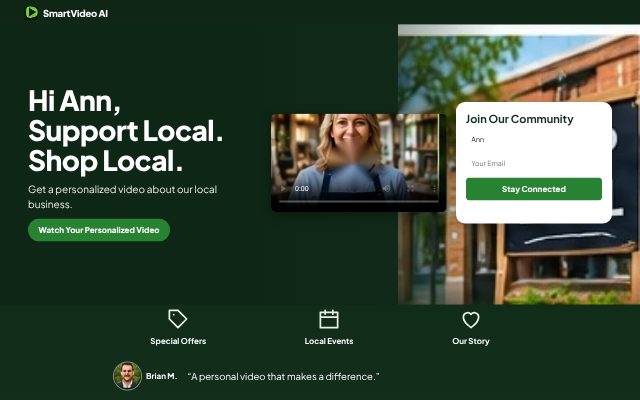 SmartVideo AI
Hi Ann,
Support Local.
Shop Local.
Get a personalized video about our local
business.
Watch Your Personalized Video
0:00
Join Our Community
Ann
Your Email
Stay Connected
Special Offers
Local Events
Our Story
Brian M.
“A personal video that makes a difference.”